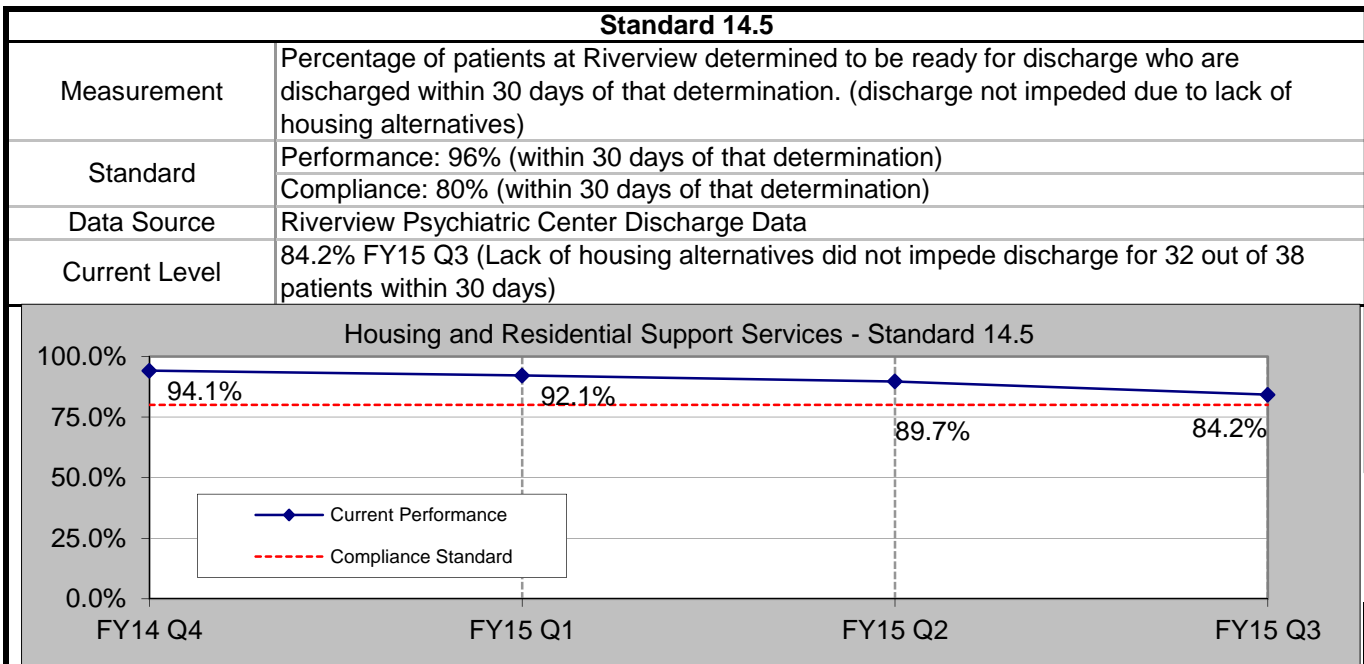 Standard 14.5
Measurement
Percentage of patients at Riverview determined to be ready for discharge who are
discharged within 30 days of that determination. (discharge not impeded due to lack of
housing alternatives)
Standard
Performance: 96% (within 30 days of that determination)
Compliance: 80% (within 30 days of that determination)
Data Source
Riverview Psychiatric Center Discharge Data
Current Level
84.2% FY15 Q3 (Lack of housing alternatives did not impede discharge for 32 out of 38
patients within 30 days)
Housing and Residential Support Services - Standard 14.5
100.0%
75.0%
50.0%
25.0%
0.0%
94.1%
92.1%
89.7%
84.2%
Current Performance
Compliance Standard
FY14 Q4
FY15 Q1
FY15 Q2
FY15 Q3